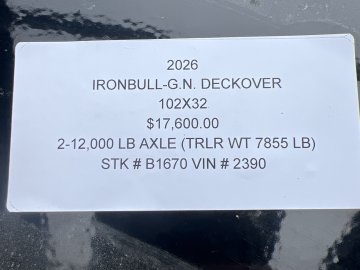 2026
IRONBULL-G.N. DECKOVER
102X32
$17,600.00
2-12,000 LB AXLE (TRLR WT 7855 LB)
STK # B1670 VIN # 2390